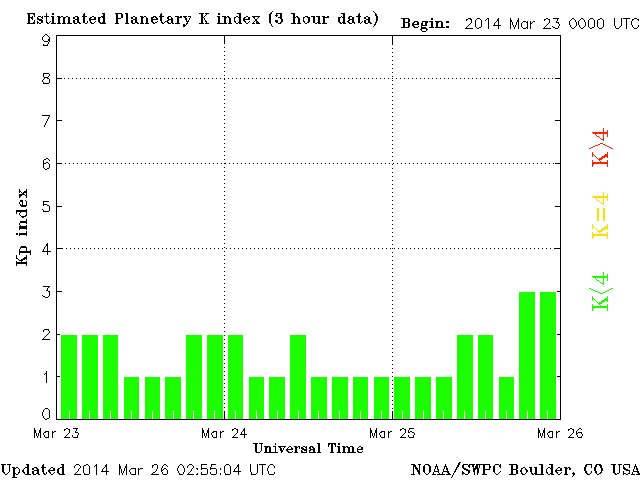 Estimated Planetary K index (3 hour data) Begin: 2014 Mar 23 0000 UTC
9
8
7
6
5
4
3
2
1
0
Kp index
K>4
K=4
K<4
Mar 23 Mar 24 Mar 25 Mar 26
Universal Time
Updated 2014 Mar 26 02:55:04 UTC NOAA/SWPC Boulder, CO USA